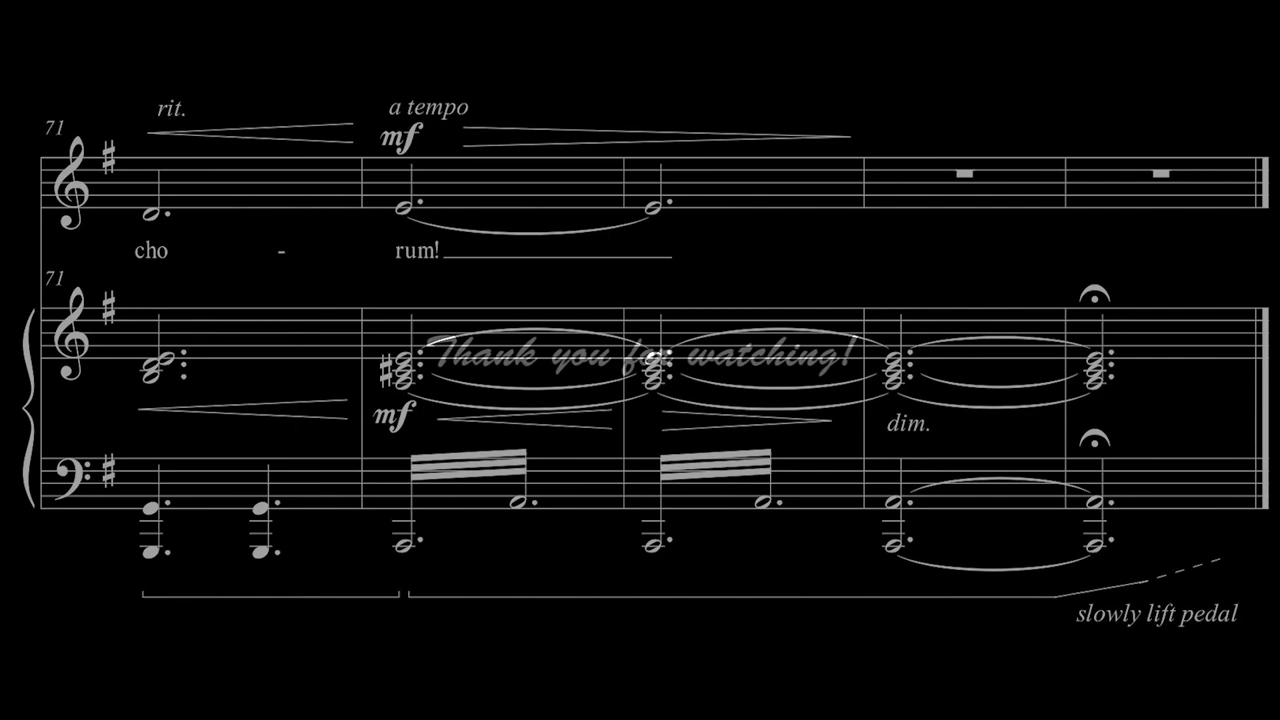 rit.
a tempo
71
mf
cho - rum!
71
Thank you for watching!
mf
dim.
slowly lift pedal